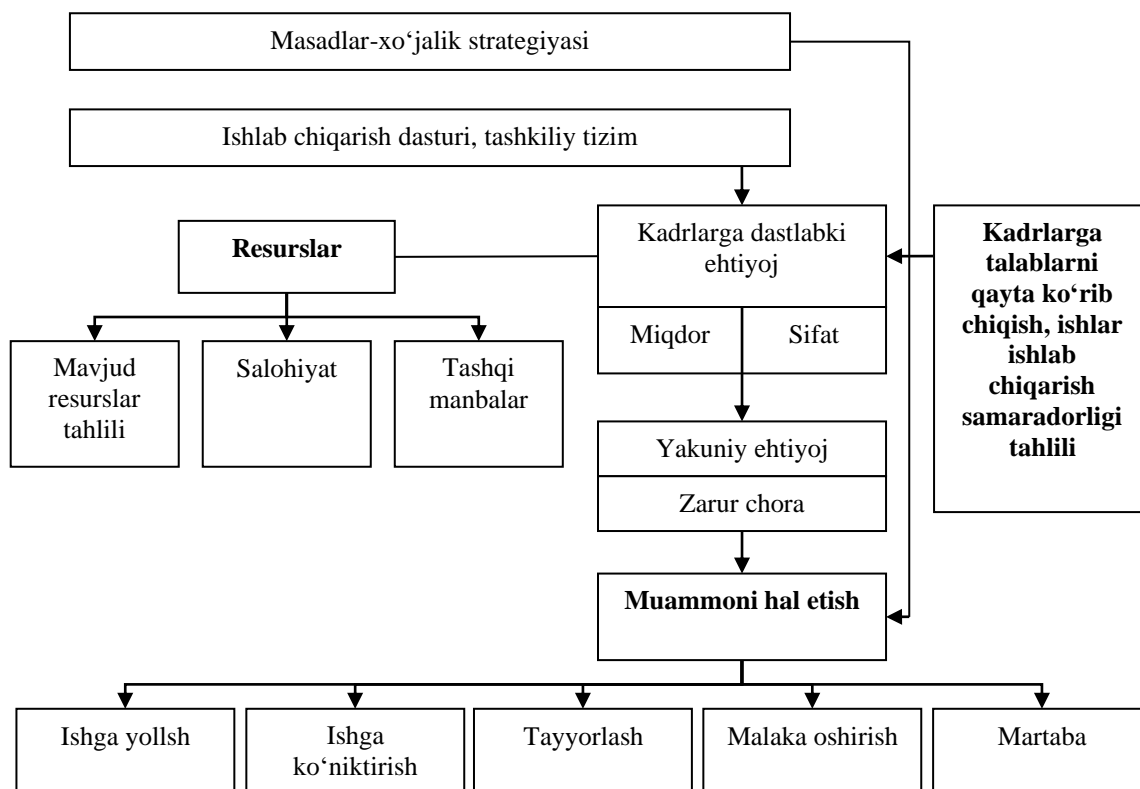 Masadlar-xo‘jalik strategiyasi
Ishlab chiqarish dasturi, tashkiliy tizim
Resurslar
Kadrlarga dastlabki
ehtiyoj
Miqdor
Sifat
Kadrlarga
talablarni
qayta ko‘rib
chiqish, ishlar
ishlab
chiqarish
samaradorligi
tahlili
Mavjud
resurslar
tahlili
Salohiyat
Tashqi
manbalar
Yakuniy ehtiyoj
Zarur chora
Muammoni hal etish
Ishga yollsh
Ishga
ko‘niktirish
Tayyorlash
Malaka oshirish
Martaba